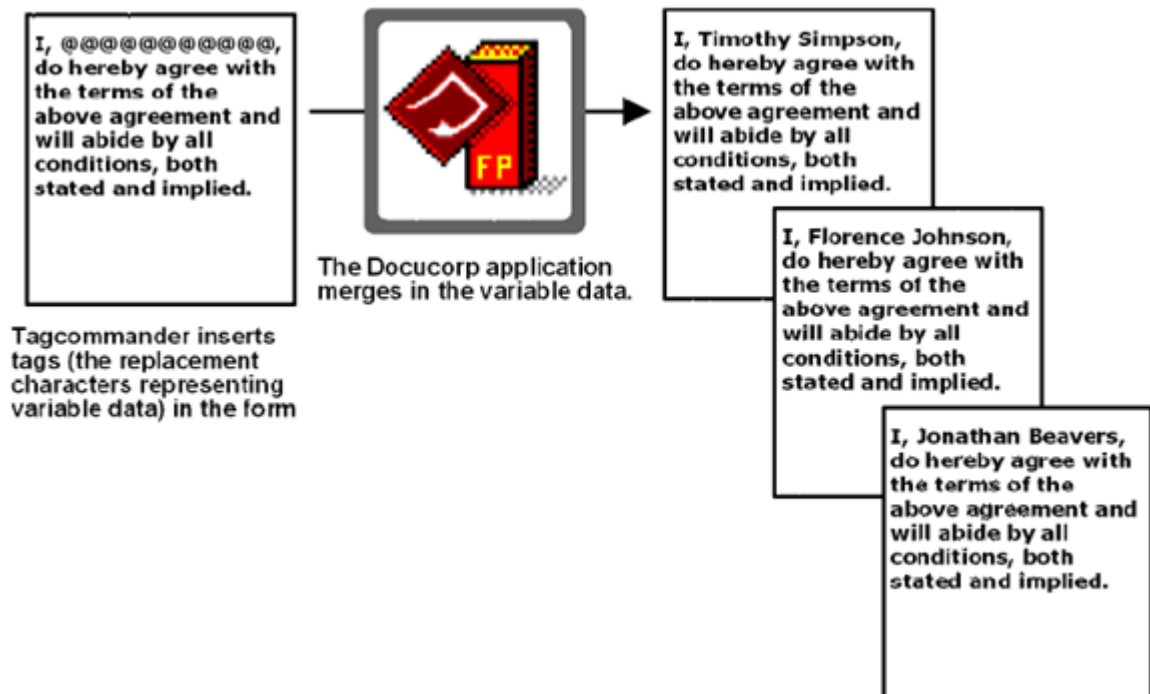 I, @@@@@@@@@@@,
do hereby agree with
the terms of the
above agreement and
will abide by all
conditions, both
stated and implied.
Tagcommander inserts
tags (the replacement
characters representing
variable data) in the form
FP
The Docucorp application
merges in the variable data.
I, Timothy Simpson,
do hereby agree with
the terms of the
above agreement and
will abide by all
conditions, both
stated and implied.
I, Florence Johnson,
do hereby agree with
the terms of the
above agreement and
will abide by all
conditions, both
stated and implied.
I, Jonathan Beavers,
do hereby agree with
the terms of the
above agreement and
will abide by all
conditions, both
stated and implied.